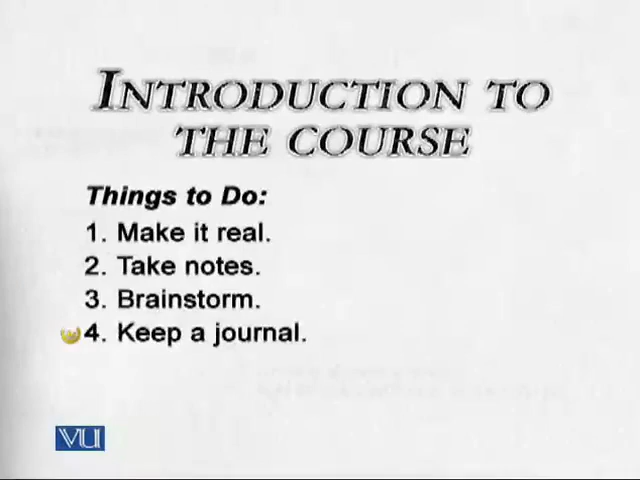 INTRODUCTION TO
THE COURSE
Things to Do:
1. Make it real.
2. Take notes.
3. Brainstorm.
4. Keep a journal.
VU